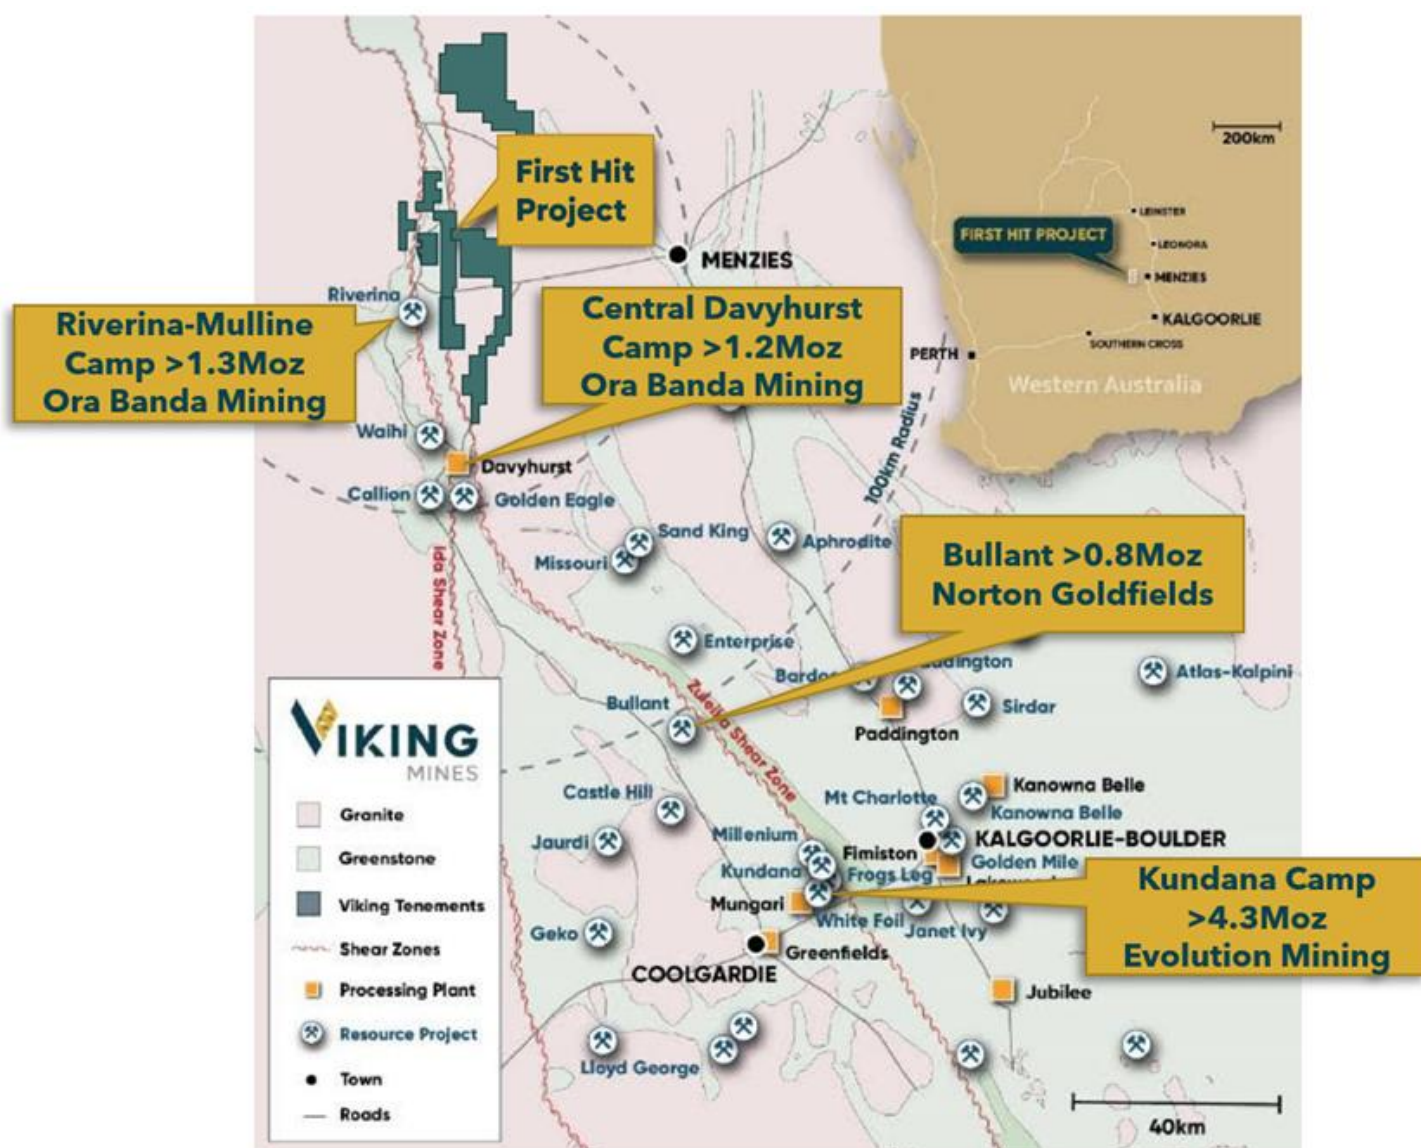 200km
LEINSTER
LEONORA
FIRST HIT PROJECT
MENZIES
KALGOORLIE
SOUTHERN CROSS
PERTH
Western Australia
First Hit
Project
MENZIES
Riverina
Riverina-Mulline
Camp >1.3Moz
Ora Banda Mining
Central Davyhurst
Camp >1.2Moz
Ora Banda Mining
100km Radius
Waihi
Davyhurst
Callion
Golden Eagle
Sand King
Missouri
Aphrodite
Ida Shear Zone
Bullant >0.8Moz
Norton Goldfields
Enterprise
Atlas-Kalpini
Bullant
Zuleika Shear Zone
Sirdar
Paddington
Castle Hill
Kanowna Belle
Mt Charlotte
Kanowna Belle
Jaurdi
Millenium
Fimiston
KALGOORLIE-BOULDER
Golden Mile
Kundana
Frogs Leg
Mungari
White Foil
Janet Ivy
Kundana Camp
>4.3Moz
Evolution Mining
Geko
Greenfields
COOLGARDIE
Jubilee
Lloyd George
40km
VIKING
MINES
Granite
Greenstone
Viking Tenements
Shear Zones
Processing Plant
Resource Project
Town
Roads